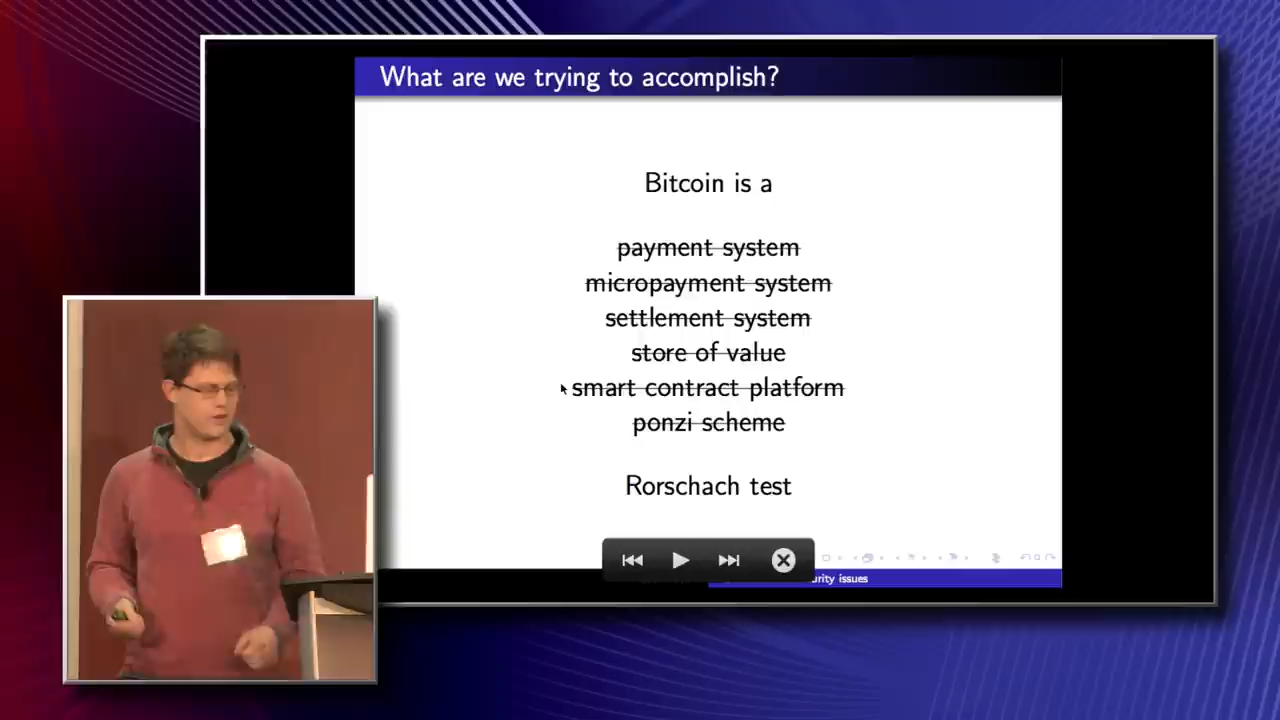 What are we trying to accomplish?
Bitcoin is a
payment system
micropayment system
settlement system
store of value
smart contract platform
ponzi scheme
Rorschach test
issues